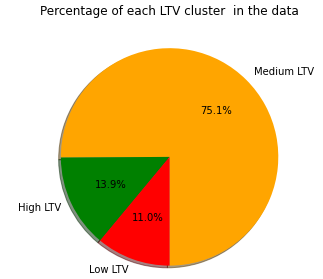 Percentage of each LTV cluster in the data
Medium LTV
75.1%
13.9%
High LTV
11.0%
Low LTV